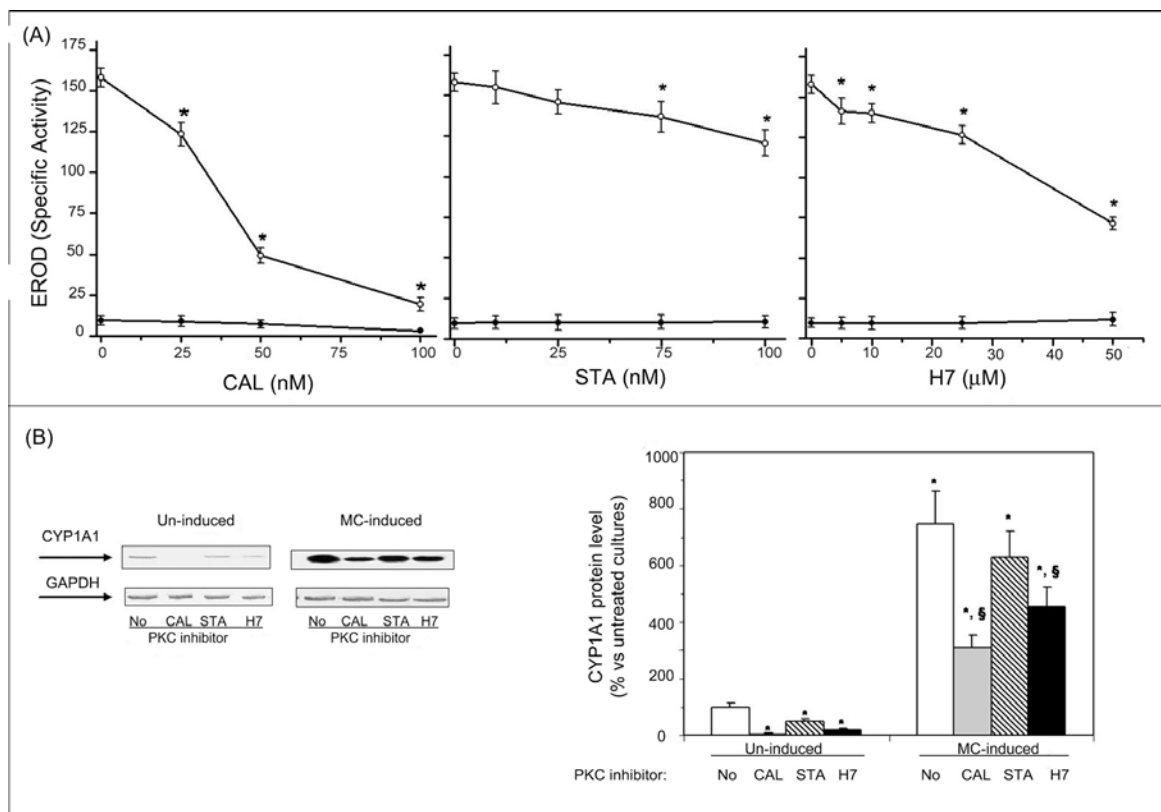 (A)
EROD (Specific Activity)
175
150
125
100
75
50
25
0
* * *
* *
* * * *
0 25 50 100
0 25 75 100
0 10 20 30 40 50
CAL (nM)
STA (nM)
H7 (μM)
(B)
Un-induced
MC-induced
CYP1A1
GAPDH
No CAL STA H7
PKC inhibitor
No CAL STA H7
PKC inhibitor
CYP1A1 protein level
(% vs untreated cultures)
1000
800
600
400
200
0
* * *
* *, § * *, §
Un-induced
MC-induced
PKC inhibitor: No CAL STA H7 No CAL STA H7